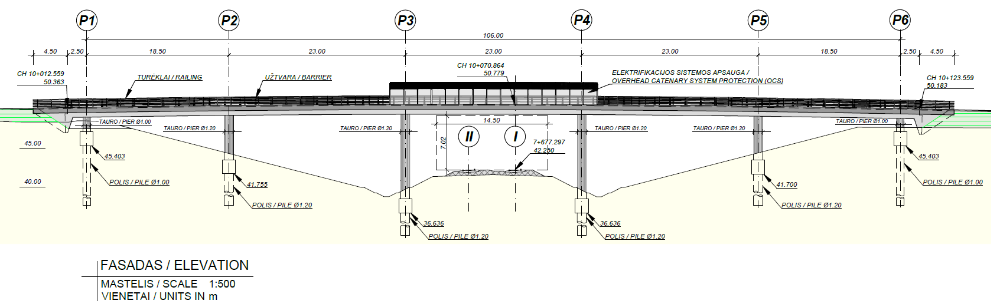 P1 P2 P3 P4 P5 P6
106.00
4.50 2.50 18.50 23.00 23.00 23.00 18.50 2.50 4.50
CH 10+012.559
50.363
TURĖKLAI / RAILING
UŽTVARA / BARRIER
CH 10+070.864
50.779
ELEKTRIFIKACIJOS SISTEMOS APSAUGA /
OVERHEAD CATENARY SYSTEM PROTECTION (OCS)
CH 10+123.559
50.183
TAURO / PIER Ø1.00
TAURO / PIER Ø1.20
TAURO / PIER Ø1.20
14.50
TAURO / PIER Ø1.20
TAURO / PIER Ø1.20
TAURO / PIER Ø1.00
II I
7.02
7+677.297
42.250
45.00
40.00
45.403
POLIS / PILE Ø1.00
41.755
POLIS / PILE Ø1.20
36.636
POLIS / PILE Ø1.20
36.636
POLIS / PILE Ø1.20
41.700
POLIS / PILE Ø1.20
45.403
POLIS / PILE Ø1.00
FASADAS / ELEVATION
MASTELIS / SCALE 1:500
VIENETAI / UNITS IN m